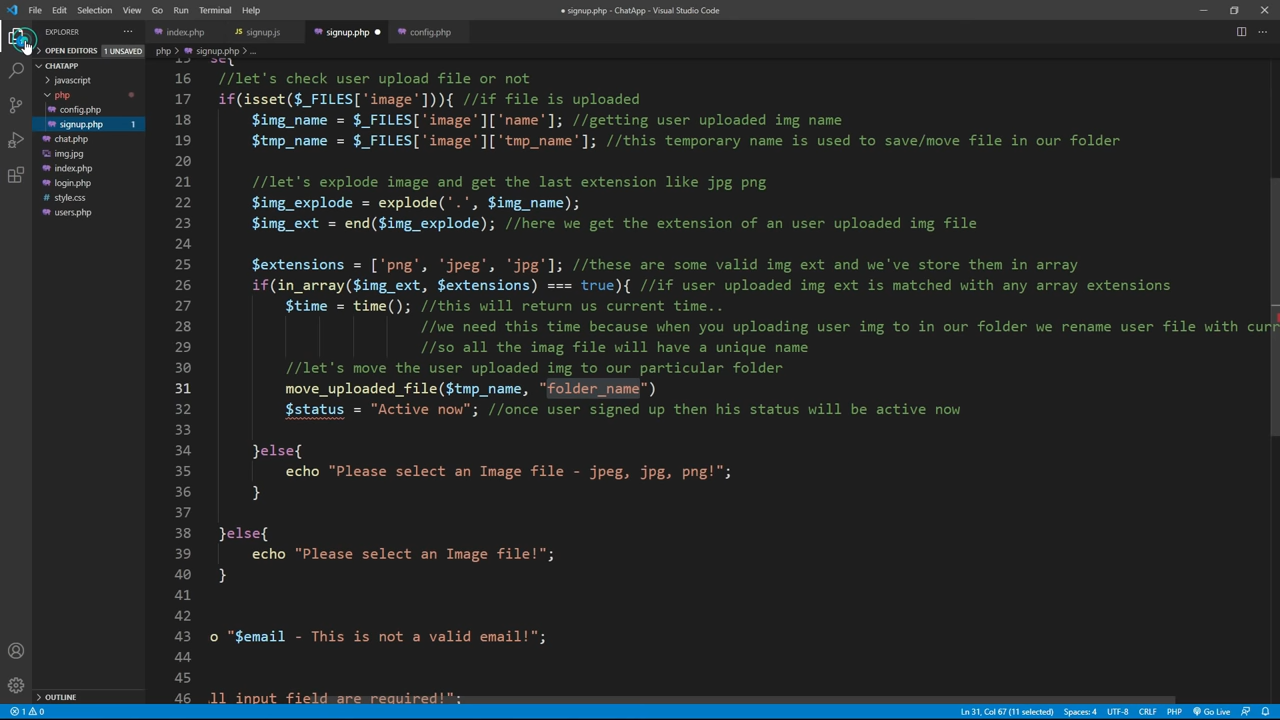 File Edit Selection View Go Run Terminal Help
● signup.php - ChatApp - Visual Studio Code
EXPLORER
index.php
signup.js
signup.php
config.php
OPEN EDITORS 1 UNSAVED
php > signup.php > ...
CHATAPP
javascript
php
config.php
signup.php 1
chat.php
img.jpg
index.php
login.php
style.css
users.php
OUTLINE
15 se{
16 //let's check user upload file or not
17 if(isset($_FILES['image'])){ //if file is uploaded
18 $img_name = $_FILES['image']['name']; //getting user uploaded img name
19 $tmp_name = $_FILES['image']['tmp_name']; //this temporary name is used to save/move file in our folder
20
21 //let's explode image and get the last extension like jpg png
22 $img_explode = explode('.', $img_name);
23 $img_ext = end($img_explode); //here we get the extension of an user uploaded img file
24
25 $extensions = ['png', 'jpeg', 'jpg']; //these are some valid img ext and we've store them in array
26 if(in_array($img_ext, $extensions) === true){ //if user uploaded img ext is matched with any array extensions
27 $time = time(); //this will return us current time..
28 //we need this time because when you uploading user img to in our folder we rename user file with curr
29 //so all the imag file will have a unique name
30 //let's move the user uploaded img to our particular folder
31 move_uploaded_file($tmp_name, "folder_name")
32 $status = "Active now"; //once user signed up then his status will be active now
33
34 }else{
35 echo "Please select an Image file - jpeg, jpg, png!";
36 }
37
38 }else{
39 echo "Please select an Image file!";
40 }
41
42
43 o "$email - This is not a valid email!";
44
45
46 ll input field are required!";
1 0
Ln 31, Col 67 (11 selected) Spaces: 4 UTF-8 CRLF PHP Go Live